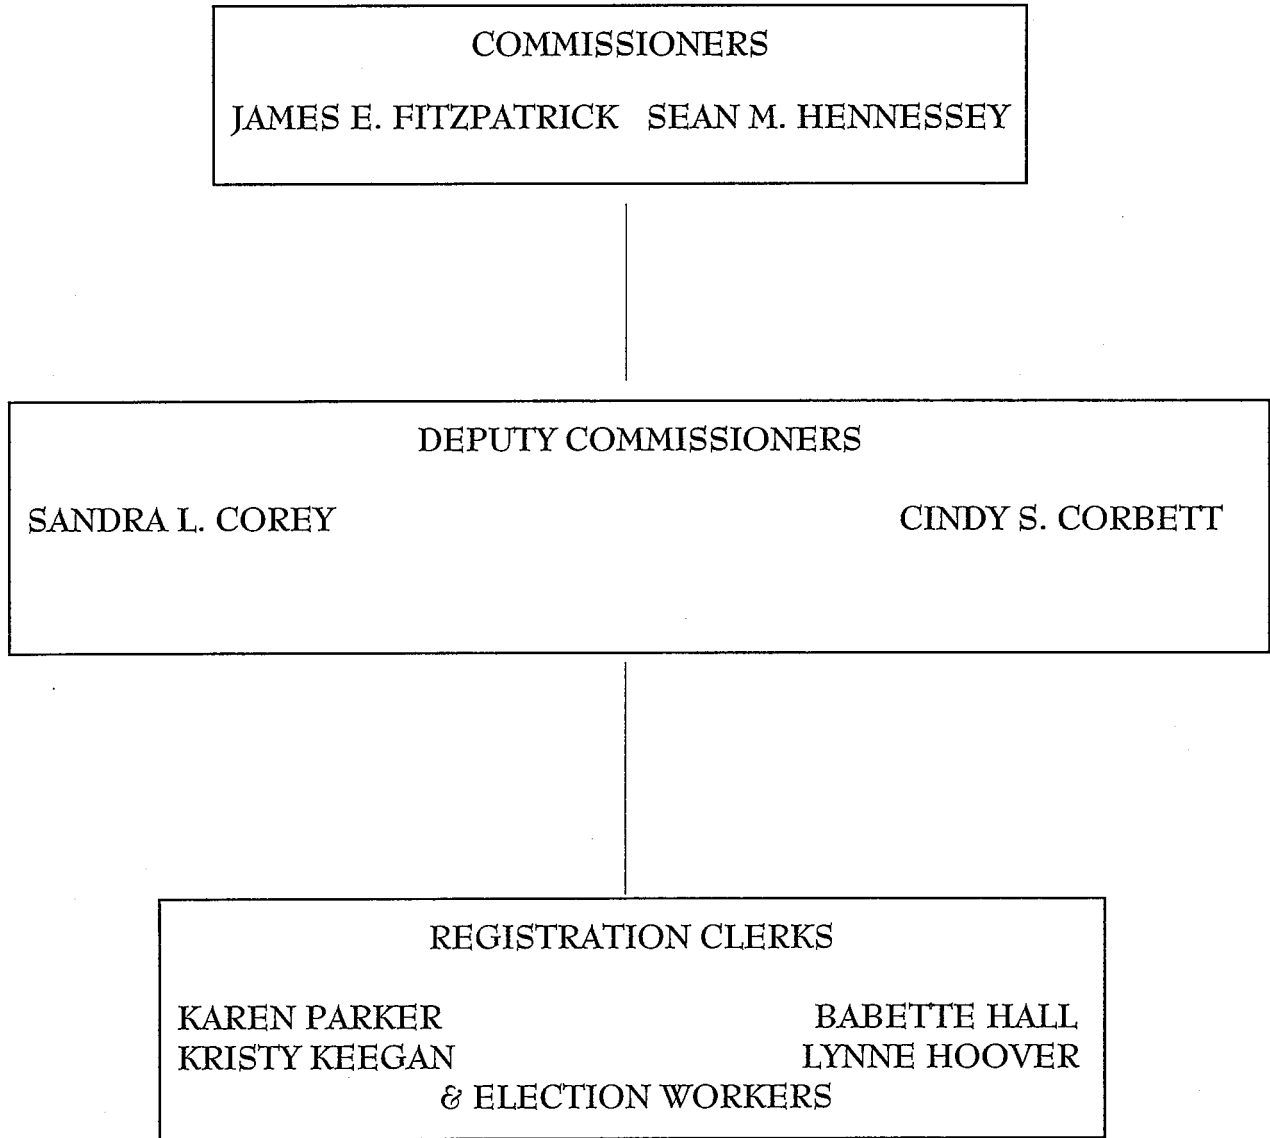 COMMISSIONERS
JAMES E. FITZPATRICK SEAN M. HENNESSEY
DEPUTY COMMISSIONERS
SANDRA L. COREY CINDY S. CORBETT
REGISTRATION CLERKS
KAREN PARKER BABETTE HALL
KRISTY KEEGAN LYNNE HOOVER
& ELECTION WORKERS